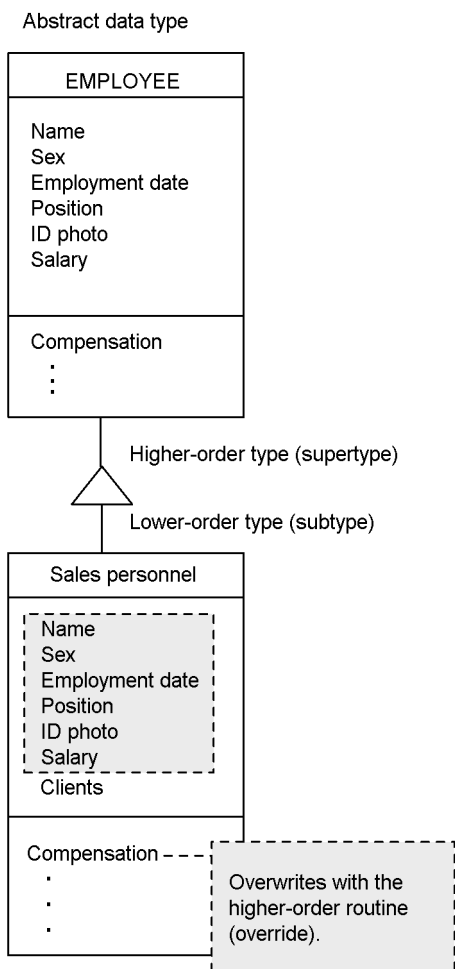 Abstract data type
EMPLOYEE
Name
Sex
Employment date
Position
ID photo
Salary
Compensation
Higher-order type (supertype)
Lower-order type (subtype)
Sales personnel
Name
Sex
Employment date
Position
ID photo
Salary
Clients
Compensation
Overwrites with the
higher-order routine
(override).